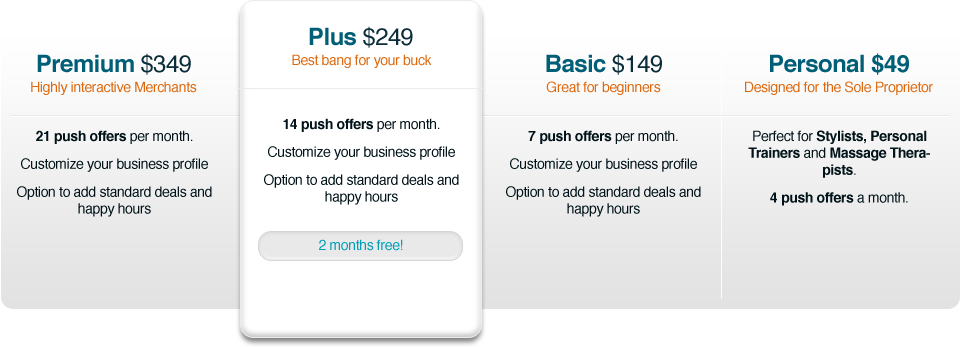 Premium $349
Highly interactive Merchants
21 push offers per month.
Customize your business profile
Option to add standard deals and
happy hours
Plus $249
Best bang for your buck
14 push offers per month.
Customize your business profile
Option to add standard deals and
happy hours
2 months free!
Basic $149
Great for beginners
7 push offers per month.
Customize your business profile
Option to add standard deals and
happy hours
Personal $49
Designed for the Sole Proprietor
Perfect for Stylists, Personal
Trainers and Massage Thera-
pists.
4 push offers a month.